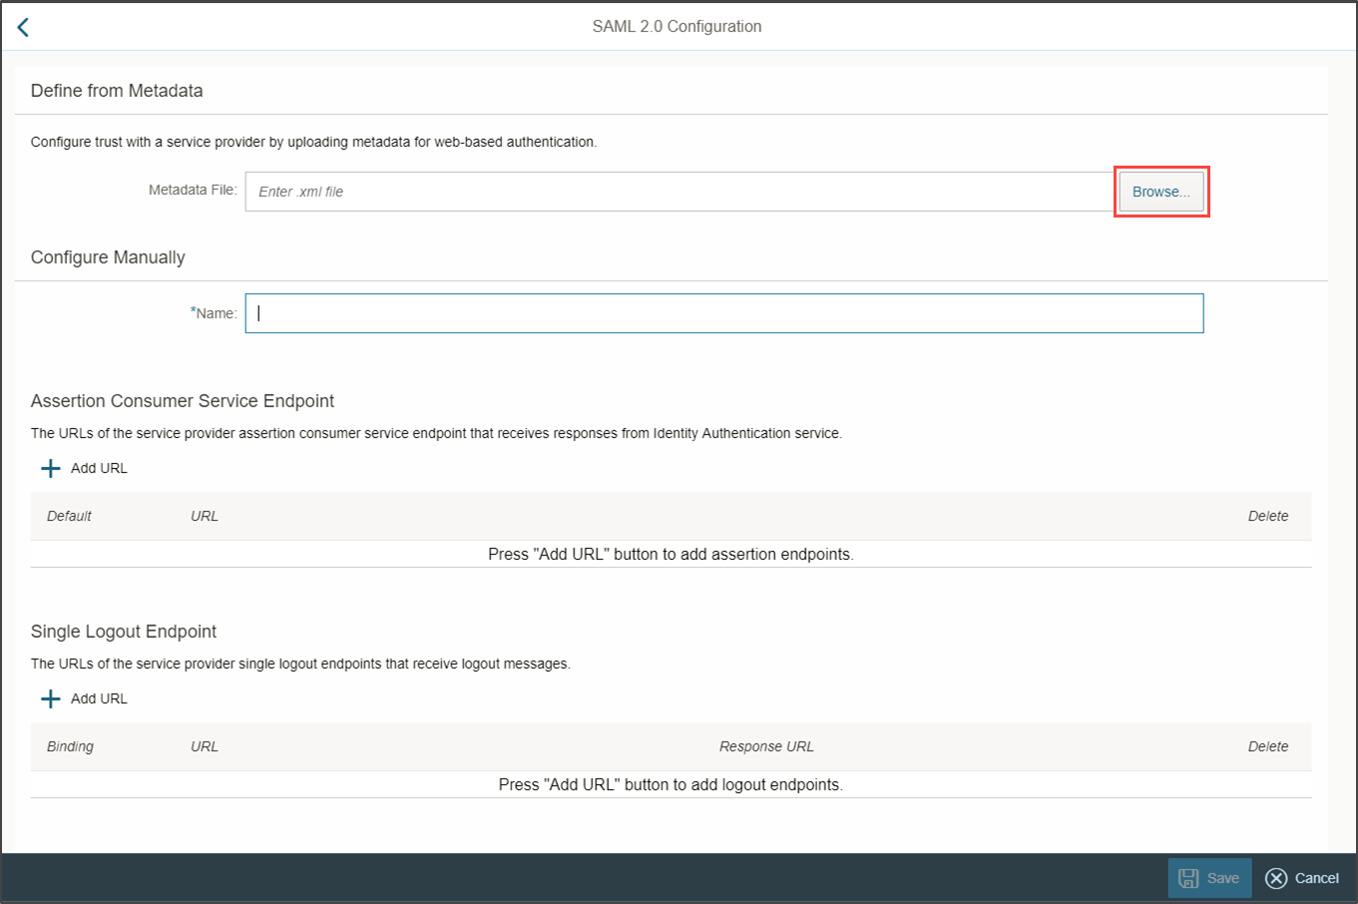 SAML 2.0 Configuration
Define from Metadata
Configure trust with a service provider by uploading metadata for web-based authentication.
Metadata File: Enter .xml file Browse...
Configure Manually
*Name:
Assertion Consumer Service Endpoint
The URLs of the service provider assertion consumer service endpoint that receives responses from Identity Authentication service.
Add URL
Default URL Delete
Press "Add URL" button to add assertion endpoints.
Single Logout Endpoint
The URLs of the service provider single logout endpoints that receive logout messages.
Add URL
Binding URL Response URL Delete
Press "Add URL" button to add logout endpoints.
Save Cancel